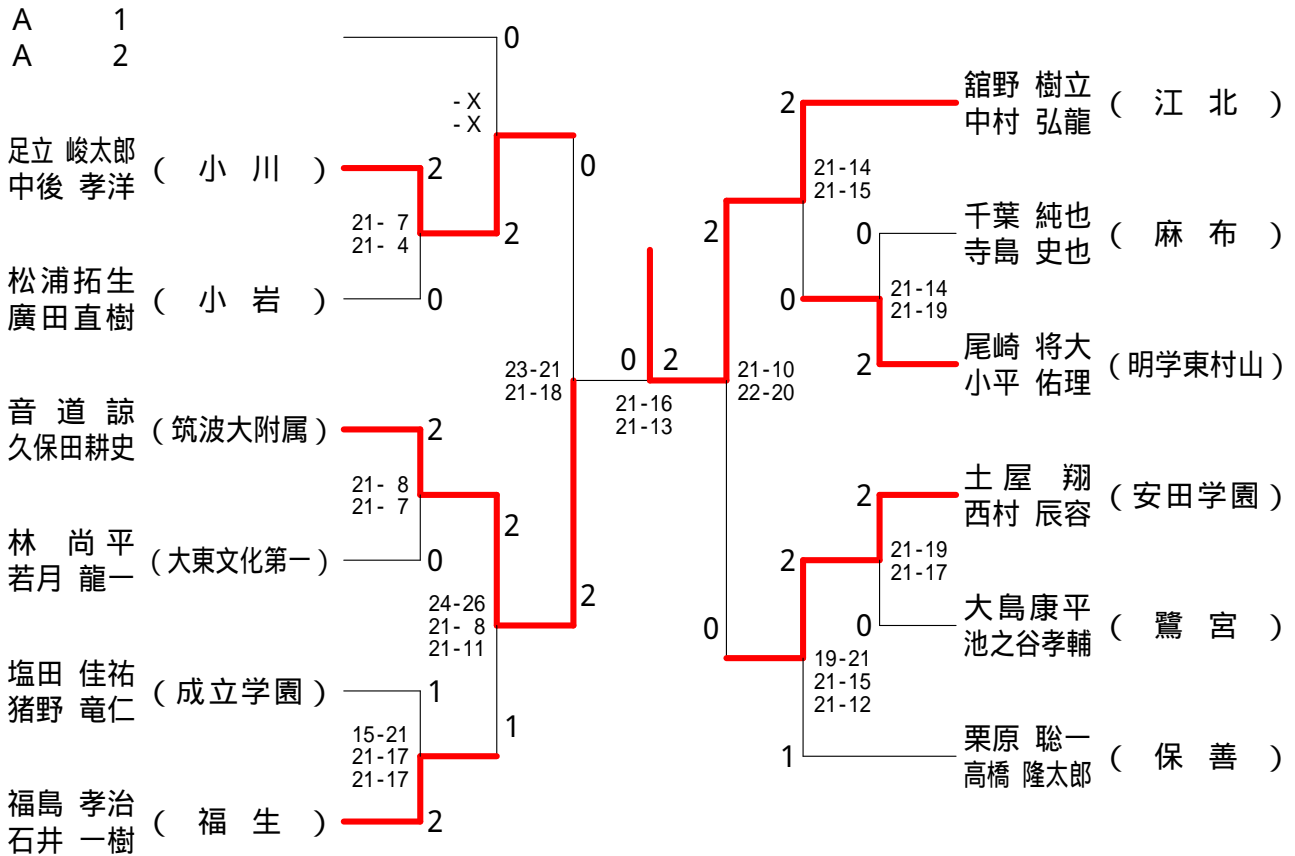 A 1
A 2
0
- X
- X
足立 峻太郎
中後 孝洋
( 小 川 )
2
21- 7
21- 4
2
0
松浦拓生
廣田直樹
( 小 岩 )
0
音 道 諒
久保田耕史
(筑波大附属)
2
21- 8
21- 7
2
林 尚平
若月 龍一
(大東文化第一)
0
24-26
21- 8
21-11
2
塩田 佳祐
猪野 竜仁
(成立学園)
1
15-21
21-17
21-17
1
福島 孝治
石井 一樹
( 福 生 )
2
23-21
21-18
0 2
21-16
21-13
舘野 樹立
中村 弘龍
( 江 北 )
2
21-14
21-15
2
千葉 純也
寺島 史也
( 麻 布 )
0
0
21-14
21-19
尾崎 将大
小平 佑理
(明学東村山)
2
21-10
22-20
土屋 翔
西村 辰容
(安田学園)
2
2
21-19
21-17
大島康平
池之谷孝輔
( 鷺 宮 )
0
0
19-21
21-15
21-12
栗原 聡一
高橋 隆太郎
( 保 善 )
1